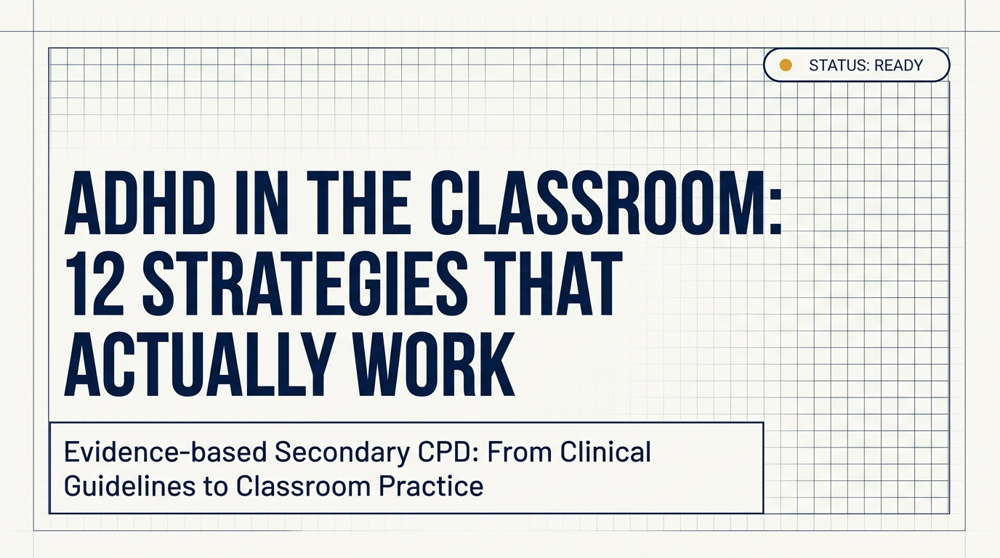 STATUS: READY
ADHD IN THE CLASSROOM:
12 STRATEGIES THAT
ACTUALLY WORK
Evidence-based Secondary CPD: From Clinical
Guidelines to Classroom Practice